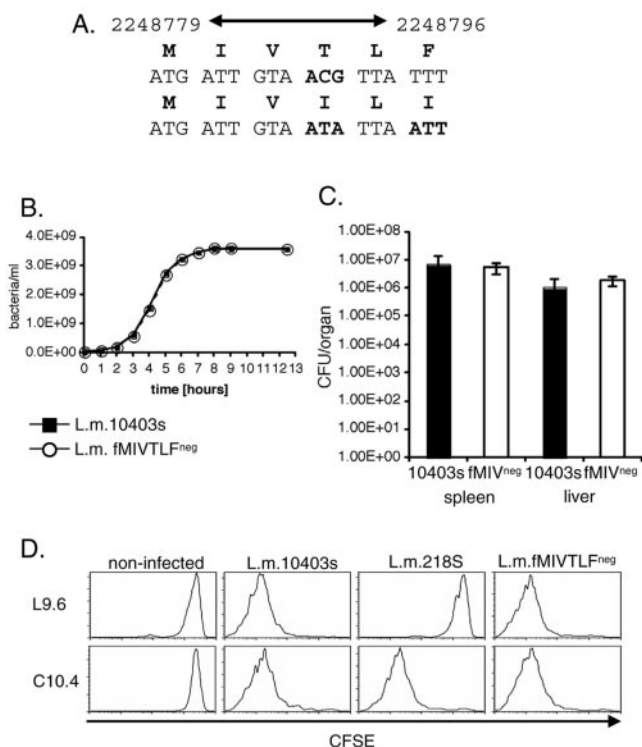 A.
2248779 2248796
M I V T L F
ATG ATT GTA ACG TTA TTT
M I V I L I
ATG ATT GTA ATA TTA ATT
B.
bacteria/ml
4.0E+09
3.0E+09
2.0E+09
1.0E+09
0.0E+00
0 1 2 3 4 5 6 7 8 9 10 11 12 13
time [hours]
L.m.10403s
L.m. fMIVTLFneg
C.
CFU/organ
1.00E+08
1.00E+07
1.00E+06
1.00E+05
1.00E+04
1.00E+03
1.00E+02
1.00E+01
1.00E+00
10403s fMIVneg 10403s fMIVneg
spleen liver
D.
non-infected L.m.10403s L.m.218S L.m.fMIVTLFneg
L9.6
C10.4
CFSE